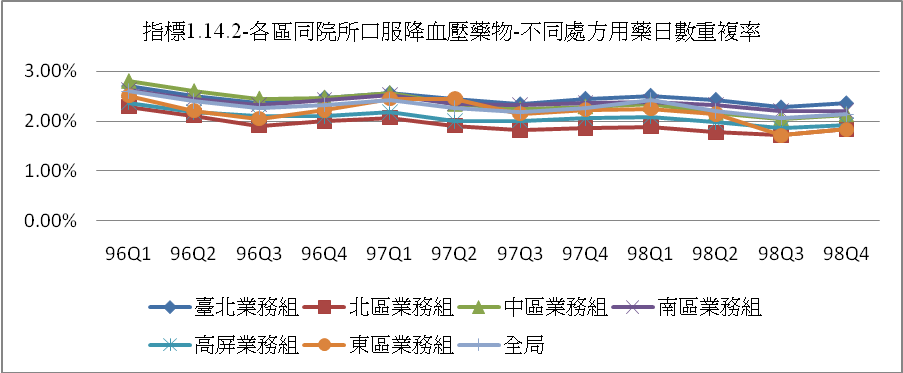 指標1.14.2-各區同院所口服降血壓藥物-不同處方用藥日數重複率
3.00%
2.00%
1.00%
0.00%
96Q1 96Q2 96Q3 96Q4 97Q1 97Q2 97Q3 97Q4 98Q1 98Q2 98Q3 98Q4
臺北業務組 北區業務組 中區業務組 南區業務組
高屏業務組 東區業務組 全局